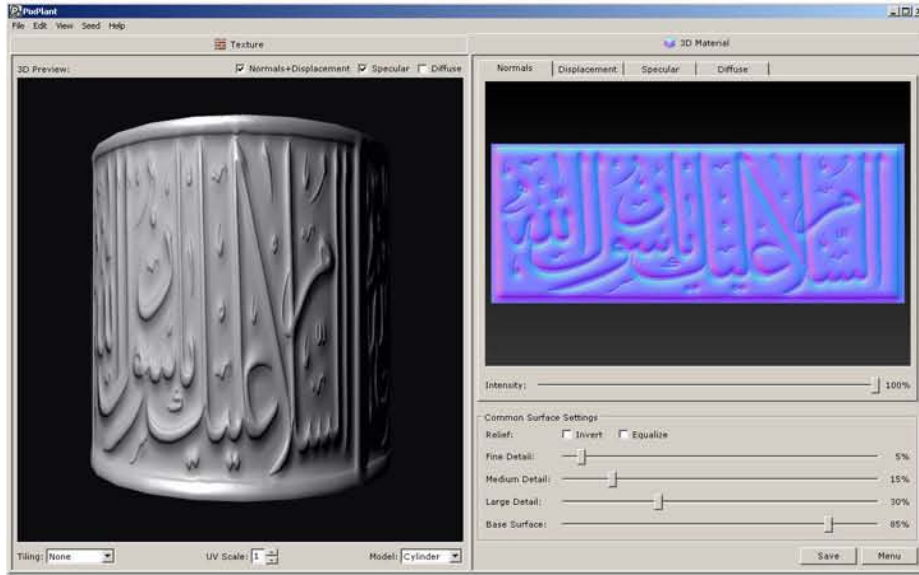 PixPlant
File Edit View Seed Help
Texture
3D Material
3D Preview:
Normals+Displacement Specular Diffuse
Normals Displacement Specular Diffuse
السلام عليك يا رسول الله
Intensity: 100%
Common Surface Settings
Relief: Invert Equalize
Fine Detail: 5%
Medium Detail: 15%
Large Detail: 30%
Base Surface: 85%
Tiling: None UV Scale: 1 Model: Cylinder
Save Menu